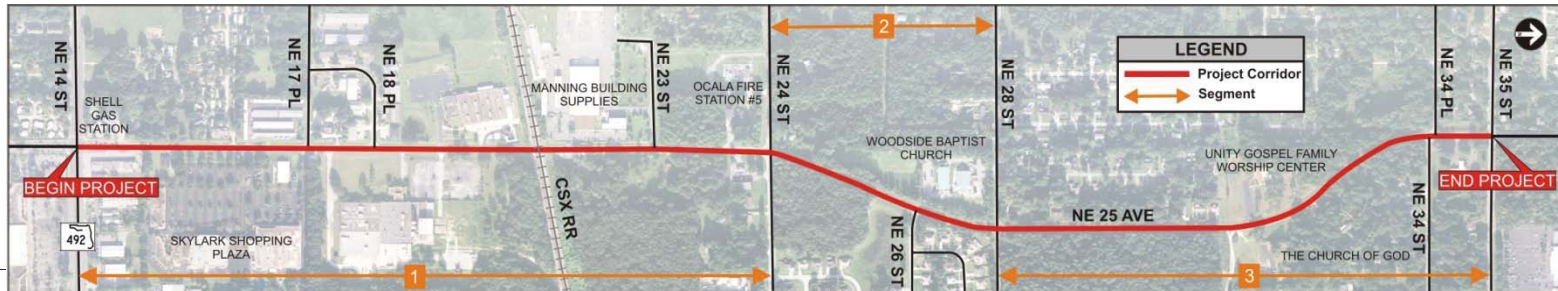 NE 14 ST
SHELL
GAS
STATION
BEGIN PROJECT
492
SKYLARK SHOPPING
PLAZA
1
NE 17 PL
NE 18 PL
CSX RR
MANNING BUILDING
SUPPLIES
NE 23 ST
OCALA FIRE
STATION #5
NE 24 ST
2
WOODSIDE BAPTIST
CHURCH
NE 26 ST
NE 28 ST
LEGEND
Project Corridor
Segment
NE 25 AVE
UNITY GOSPEL FAMILY
WORSHIP CENTER
THE CHURCH OF GOD
3
NE 34 PL
NE 34 ST
NE 35 ST
END PROJECT